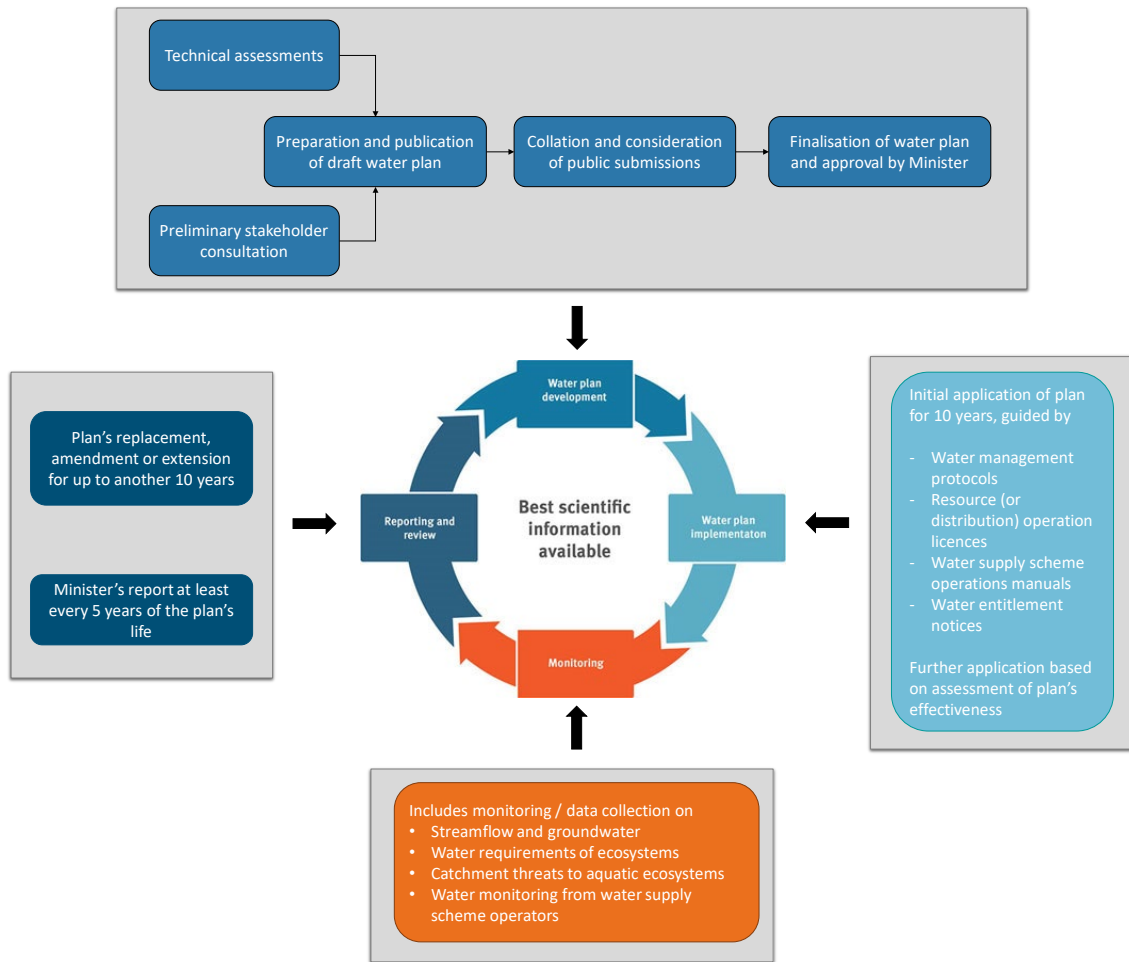 Technical assessments
Preparation and publication
of draft water plan
Collation and consideration
of public submissions
Finalisation of water plan
and approval by Minister
Preliminary stakeholder
consultation
Water plan
development
Plan's replacement,
amendment or extension
for up to another 10 years
Minister's report at least
every 5 years of the plan's
life
Reporting and
review
Best scientific
information
available
Water plan
implementaton
Initial application of plan
for 10 years, guided by
- Water management
protocols
- Resource (or
distribution) operation
licences
- Water supply scheme
operations manuals
- Water entitlement
notices
Further application based
on assessment of plan's
effectiveness
Monitoring
Includes monitoring / data collection on
• Streamflow and groundwater
• Water requirements of ecosystems
• Catchment threats to aquatic ecosystems
• Water monitoring from water supply
scheme operators